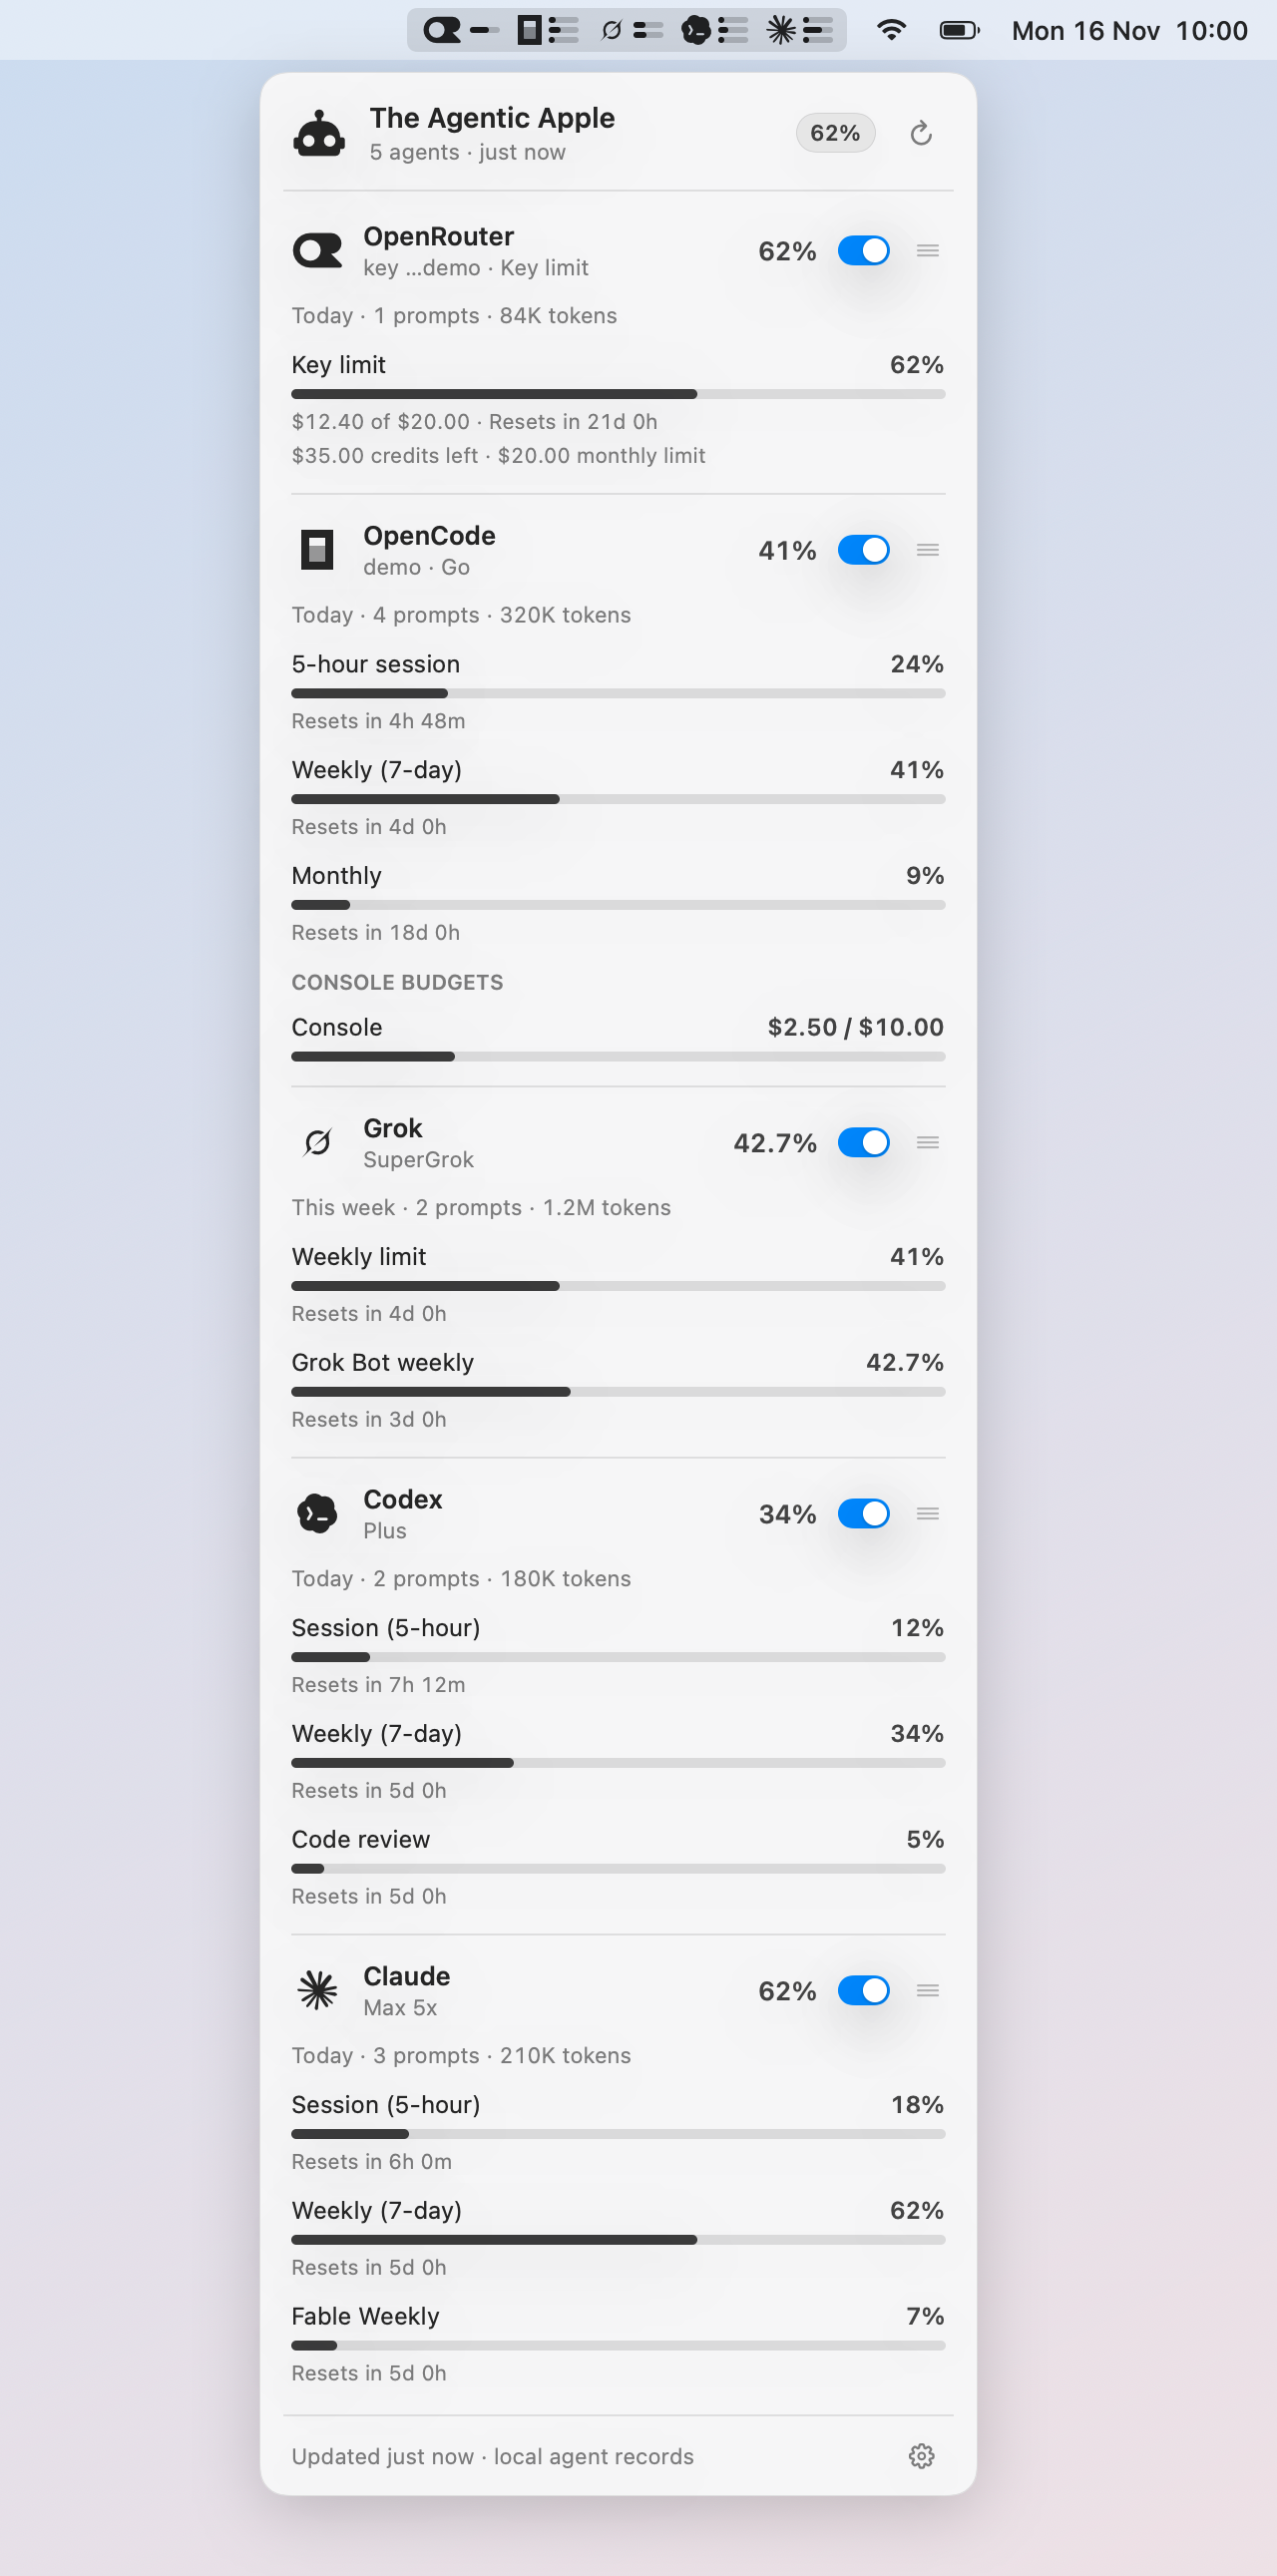 Mon 16 Nov 10:00
The Agentic Apple
5 agents · just now
62%
OpenRouter
key ...demo · Key limit
62%
Today · 1 prompts · 84K tokens
Key limit 62%
$12.40 of $20.00 · Resets in 21d 0h
$35.00 credits left · $20.00 monthly limit
OpenCode
demo · Go
41%
Today · 4 prompts · 320K tokens
5-hour session 24%
Resets in 4h 48m
Weekly (7-day) 41%
Resets in 4d 0h
Monthly 9%
Resets in 18d 0h
CONSOLE BUDGETS
Console $2.50 / $10.00
Grok
SuperGrok
42.7%
This week · 2 prompts · 1.2M tokens
Weekly limit 41%
Resets in 4d 0h
Grok Bot weekly 42.7%
Resets in 3d 0h
Codex
Plus
34%
Today · 2 prompts · 180K tokens
Session (5-hour) 12%
Resets in 7h 12m
Weekly (7-day) 34%
Resets in 5d 0h
Code review 5%
Resets in 5d 0h
Claude
Max 5x
62%
Today · 3 prompts · 210K tokens
Session (5-hour) 18%
Resets in 6h 0m
Weekly (7-day) 62%
Resets in 5d 0h
Fable Weekly 7%
Resets in 5d 0h
Updated just now · local agent records